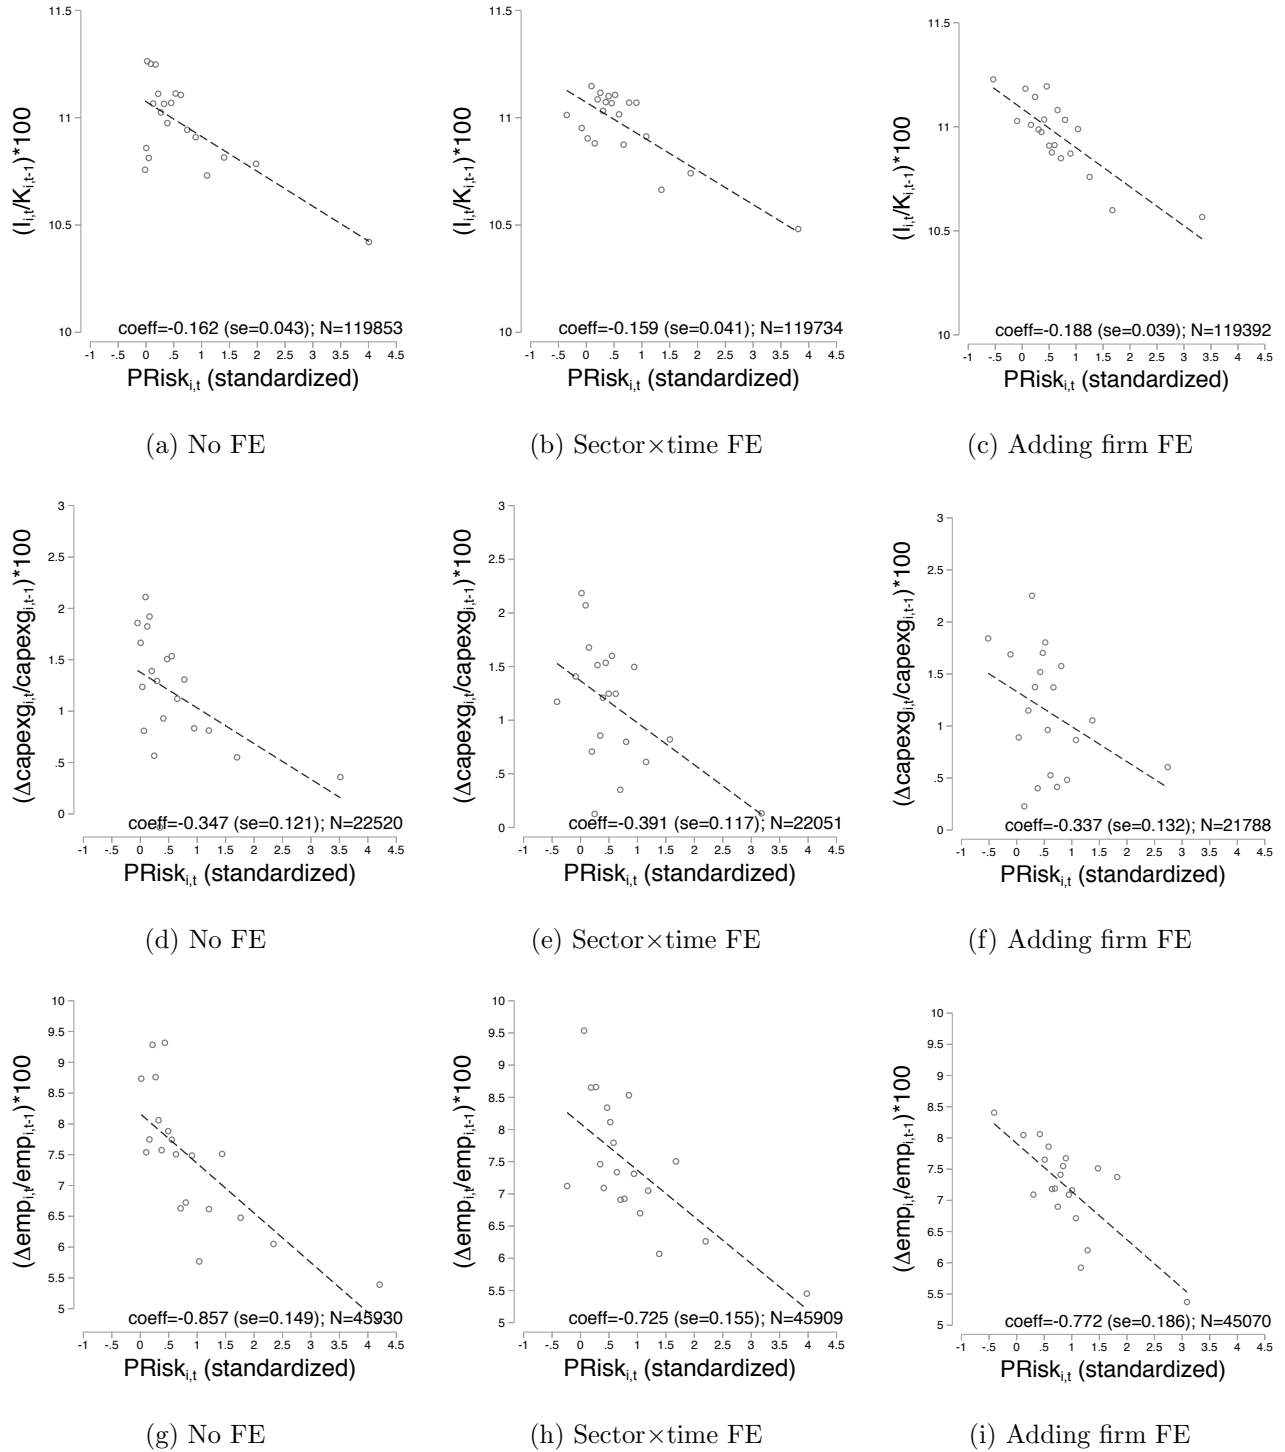 11.5
11
10.5
10
(I_{i,t}/K_{i,t-1})*100
coeff=-0.162 (se=0.043); N=119853
-1 -.5 0 .5 1 1.5 2 2.5 3 3.5 4 4.5
PRisk_{i,t} (standardized)
(a) No FE
11.5
11
10.5
10
(I_{i,t}/K_{i,t-1})*100
coeff=-0.159 (se=0.041); N=119734
-1 -.5 0 .5 1 1.5 2 2.5 3 3.5 4 4.5
PRisk_{i,t} (standardized)
(b) Sector×time FE
11.5
11
10.5
10
(I_{i,t}/K_{i,t-1})*100
coeff=-0.188 (se=0.039); N=119392
-1 -.5 0 .5 1 1.5 2 2.5 3 3.5 4 4.5
PRisk_{i,t} (standardized)
(c) Adding firm FE
3
2.5
2
1.5
1
.5
0
(Δcapexg_{i,t}/capexg_{i,t-1})*100
coeff=-0.347 (se=0.121); N=22520
-1 -.5 0 .5 1 1.5 2 2.5 3 3.5 4 4.5
PRisk_{i,t} (standardized)
(d) No FE
3
2.5
2
1.5
1
.5
0
(Δcapexg_{i,t}/capexg_{i,t-1})*100
coeff=-0.391 (se=0.117); N=22051
-1 -.5 0 .5 1 1.5 2 2.5 3 3.5 4 4.5
PRisk_{i,t} (standardized)
(e) Sector×time FE
3
2.5
2
1.5
1
.5
0
(Δcapexg_{i,t}/capexg_{i,t-1})*100
coeff=-0.337 (se=0.132); N=21788
-1 -.5 0 .5 1 1.5 2 2.5 3 3.5 4 4.5
PRisk_{i,t} (standardized)
(f) Adding firm FE
10
9.5
9
8.5
8
7.5
7
6.5
6
5.5
5
(Δemp_{i,t}/emp_{i,t-1})*100
coeff=-0.857 (se=0.149); N=45930
-1 -.5 0 .5 1 1.5 2 2.5 3 3.5 4 4.5
PRisk_{i,t} (standardized)
(g) No FE
10
9.5
9
8.5
8
7.5
7
6.5
6
5.5
5
(Δemp_{i,t}/emp_{i,t-1})*100
coeff=-0.725 (se=0.155); N=45909
-1 -.5 0 .5 1 1.5 2 2.5 3 3.5 4 4.5
PRisk_{i,t} (standardized)
(h) Sector×time FE
10
9.5
9
8.5
8
7.5
7
6.5
6
5.5
5
(Δemp_{i,t}/emp_{i,t-1})*100
coeff=-0.772 (se=0.186); N=45070
-1 -.5 0 .5 1 1.5 2 2.5 3 3.5 4 4.5
PRisk_{i,t} (standardized)
(i) Adding firm FE